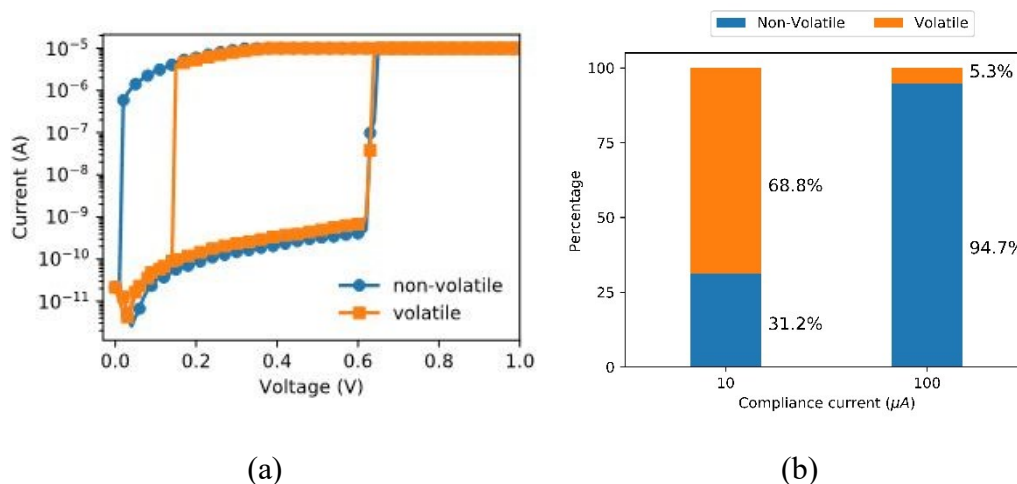 Current (A)
10⁻⁵
10⁻⁶
10⁻⁷
10⁻⁸
10⁻⁹
10⁻¹⁰
10⁻¹¹
non-volatile
volatile
0.0 0.2 0.4 0.6 0.8 1.0
Voltage (V)
(a)
Non-Volatile Volatile
Percentage
100
75
50
25
0
5.3%
68.8%
94.7%
31.2%
10 100
Compliance current (μA)
(b)